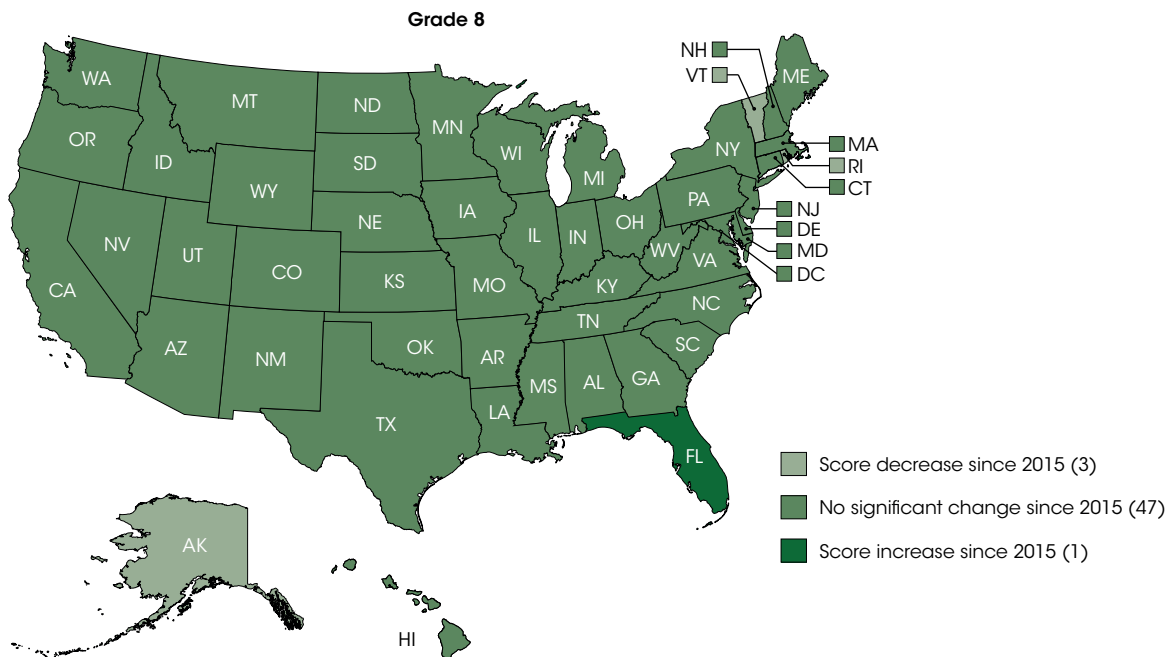 Grade 8
NH
WA
VT
ME
MT
ND
MN
OR
MA
NY
WI
ID
SD
RI
MI
CT
WY
PA
NJ
IA
NE
OH
DE
NV
IL
IN
UT
WV
MD
VA
CO
DC
CA
KS
MO
KY
NC
TN
AZ
OK
SC
NM
AR
GA
MS
AL
LA
TX
FL
Score decrease since 2015 (3)
No significant change since 2015 (47)
AK
Score increase since 2015 (1)
HI